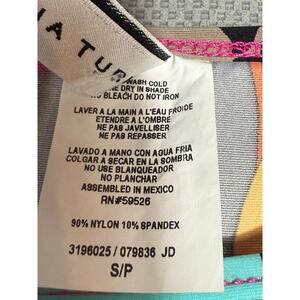 NATUR
WASH COLD
DRY IN SHADE
NO BLEACH DO NOT IRON
LAVER A LA MAIN A L'EAU FROIDE
ETENDRE A L'OMBRE
NE PAS JAVELLISER
NE PAS REPASSER
LAVADO A MANO CON AGUA FRIA
COLGAR A SECAR EN LA SOMBRA
NO USE BLANQUEADOR
NO PLANCHAR
ASSEMBLED IN MEXICO
RN#59526
90% NYLON 10% SPANDEX
3196025 / 079836 JD
S/P